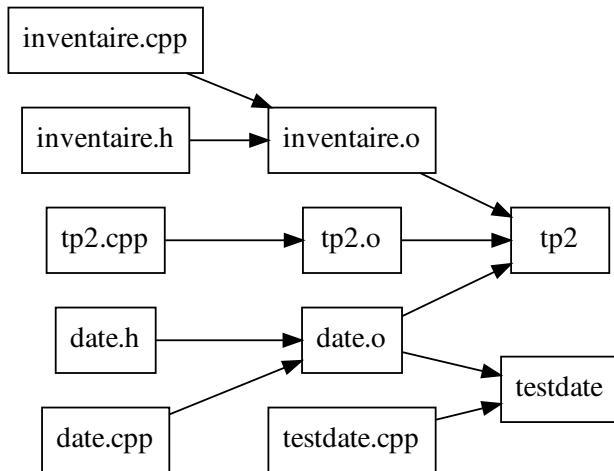 inventaire.cpp
inventaire.h
inventaire.o
tp2.cpp
tp2.o
tp2
date.h
date.o
testdate
date.cpp
testdate.cpp